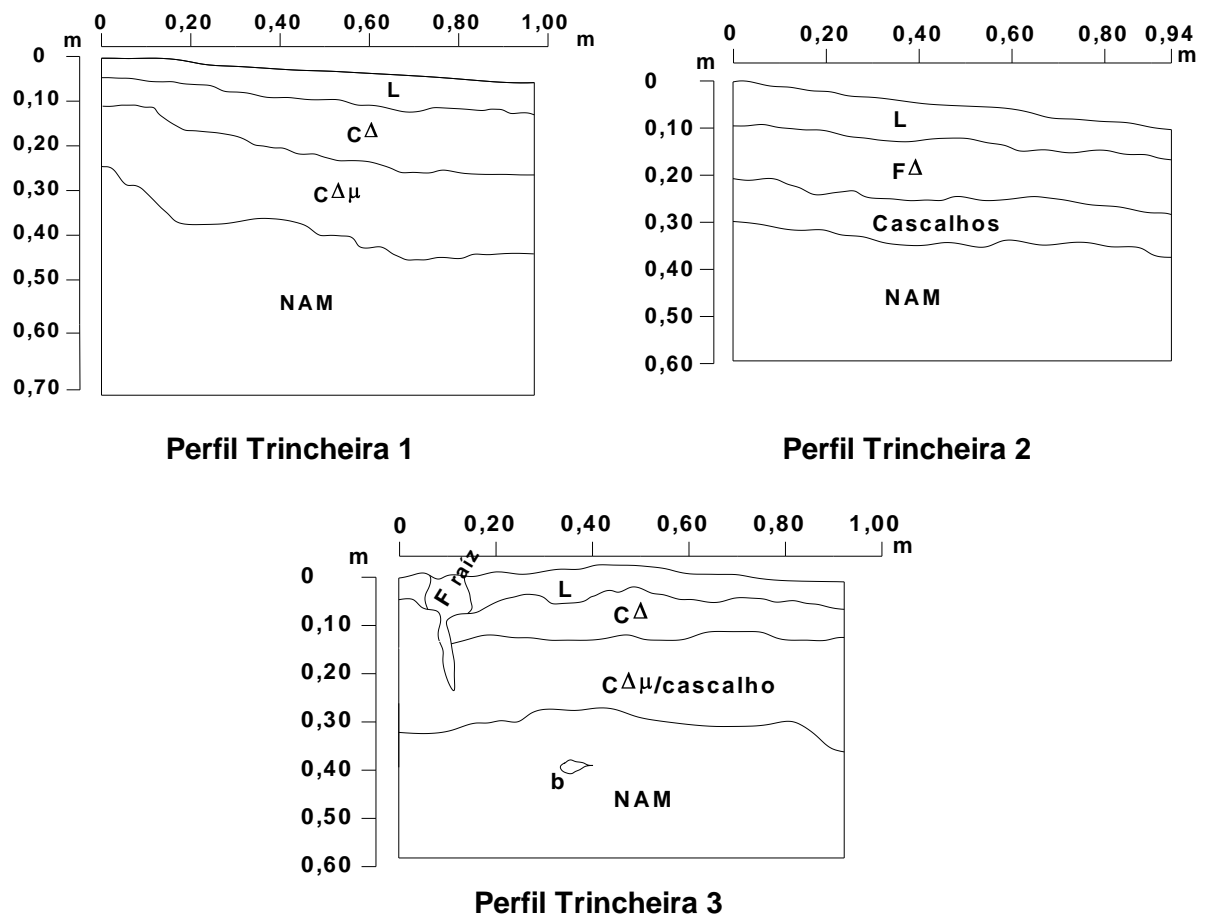 0 0,20 0,40 0,60 0,80 1,00
m m
0
0,10
0,20
0,30
0,40
0,50
0,60
0,70
L
CΔ
CΔμ
NAM
Perfil Trincheira 1
0 0,20 0,40 0,60 0,80 0,94
m m
0
0,10
0,20
0,30
0,40
0,50
0,60
L
FΔ
Cascalhos
NAM
Perfil Trincheira 2
0 0,20 0,40 0,60 0,80 1,00
m m
0
0,10
0,20
0,30
0,40
0,50
0,60
F raíz
L
CΔ
CΔμ/cascalho
b
NAM
Perfil Trincheira 3